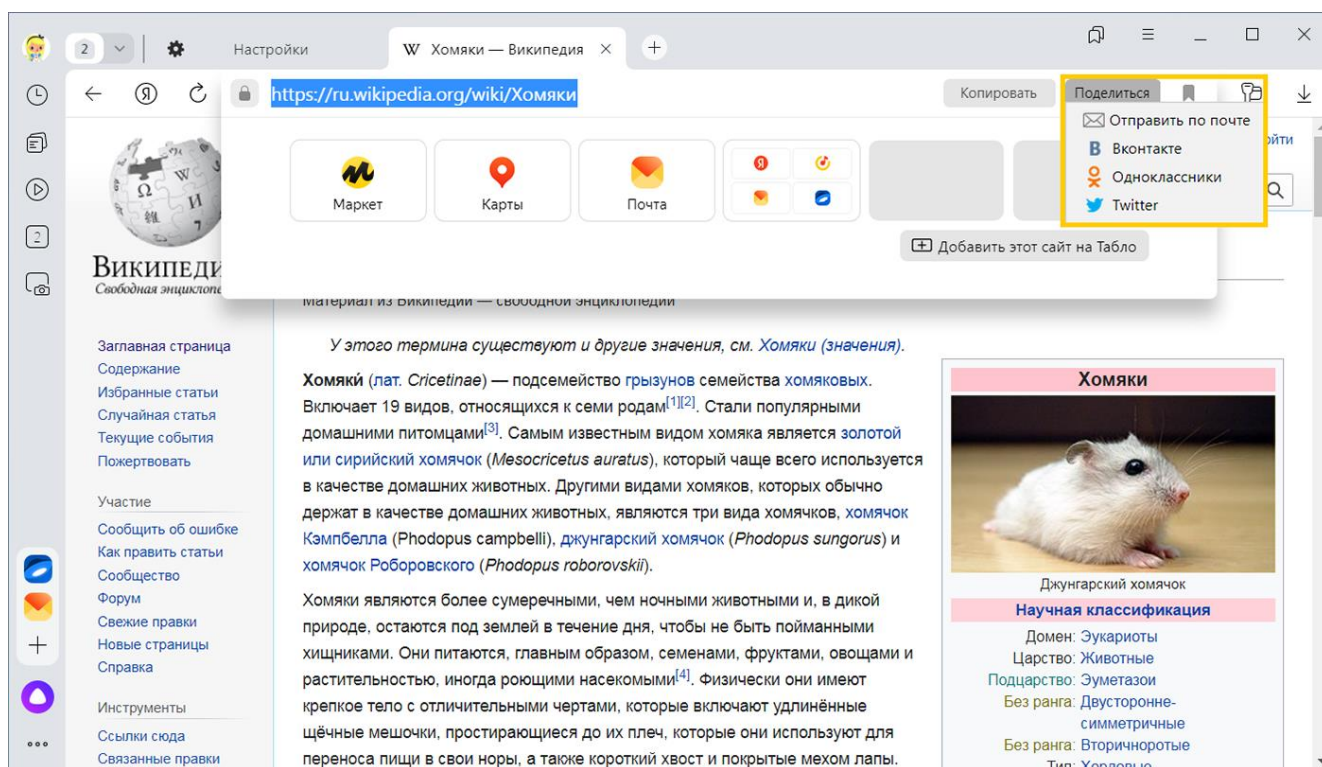 2
Настройки
W Хомяки — Википедия
https://ru.wikipedia.org/wiki/Хомяки
Копировать
Поделиться
Отправить по почте
Вконтакте
Одноклассники
Twitter
Маркет
Карты
Почта
Добавить этот сайт на Табло
2
Свободная
Материал из Википедии — свободной энциклопедии
Заглавная страница
Содержание
Избранные статьи
Случайная статья
Текущие события
Пожертвовать
Участие
Сообщить об ошибке
Как править статьи
Сообщество
Форум
Свежие правки
Новые страницы
Справка
Инструменты
Ссылки сюда
Связанные правки
У этого термина существуют и другие значения, см. Хомяки (значения).
Хомяки́ (лат. Cricetinae) — подсемейство грызунов семейства хомяковых.
Включает 19 видов, относящихся к семи родам[1][2]. Стали популярными
домашними питомцами[3]. Самым известным видом хомяка является золотой
или сирийский хомячок (Mesocricetus auratus), который чаще всего используется
в качестве домашних животных. Другими видами хомяков, которых обычно
держат в качестве домашних животных, являются три вида хомячков, хомячок
Кэмпбелла (Phodopus campbelli), джунгарский хомячок (Phodopus sungorus) и
хомячок Роборовского (Phodopus roborovskii).
Хомяки являются более сумеречными, чем ночными животными и, в дикой
природе, остаются под землей в течение дня, чтобы не быть пойманными
хищниками. Они питаются, главным образом, семенами, фруктами, овощами и
растительностью, иногда роющими насекомыми[4]. Физически они имеют
крепкое тело с отличительными чертами, которые включают удлинённые
щёчные мешочки, простирающиеся до их плеч, которые они используют для
переноса пищи в свои норы, а также короткий хвост и покрытые мехом лапы.
Хомяки
Джунгарский хомячок
Научная классификация
Домен: Эукариоты
Царство: Животные
Подцарство: Эуметазои
Без ранга: Двусторонне-
симметричные
Без ранга: Вторичноротые
Тип: Хордовые